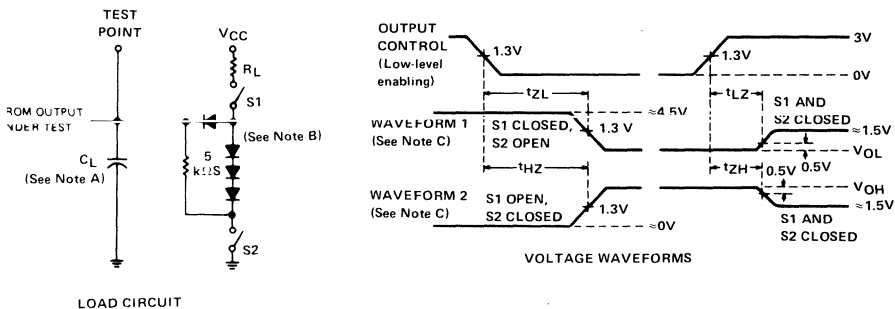 TEST
POINT
VCC
RL
S1
ROM OUTPUT
NDER TEST
(See Note B)
CL
(See Note A)
5
kΩS
S2
LOAD CIRCUIT
OUTPUT
CONTROL
(Low-level
enabling)
1.3V
1.3V
3V
0V
tZL
tLZ
S1 AND
S2 CLOSED
≈4.5V
WAVEFORM 1
(See Note C)
S1 CLOSED,
S2 OPEN
1.3 V
≈1.5V
VOL
0.5V
tHZ
tZH
0.5V
VOH
WAVEFORM 2
(See Note C)
S1 OPEN,
S2 CLOSED
1.3V
≈0V
≈1.5V
S1 AND
S2 CLOSED
VOLTAGE WAVEFORMS